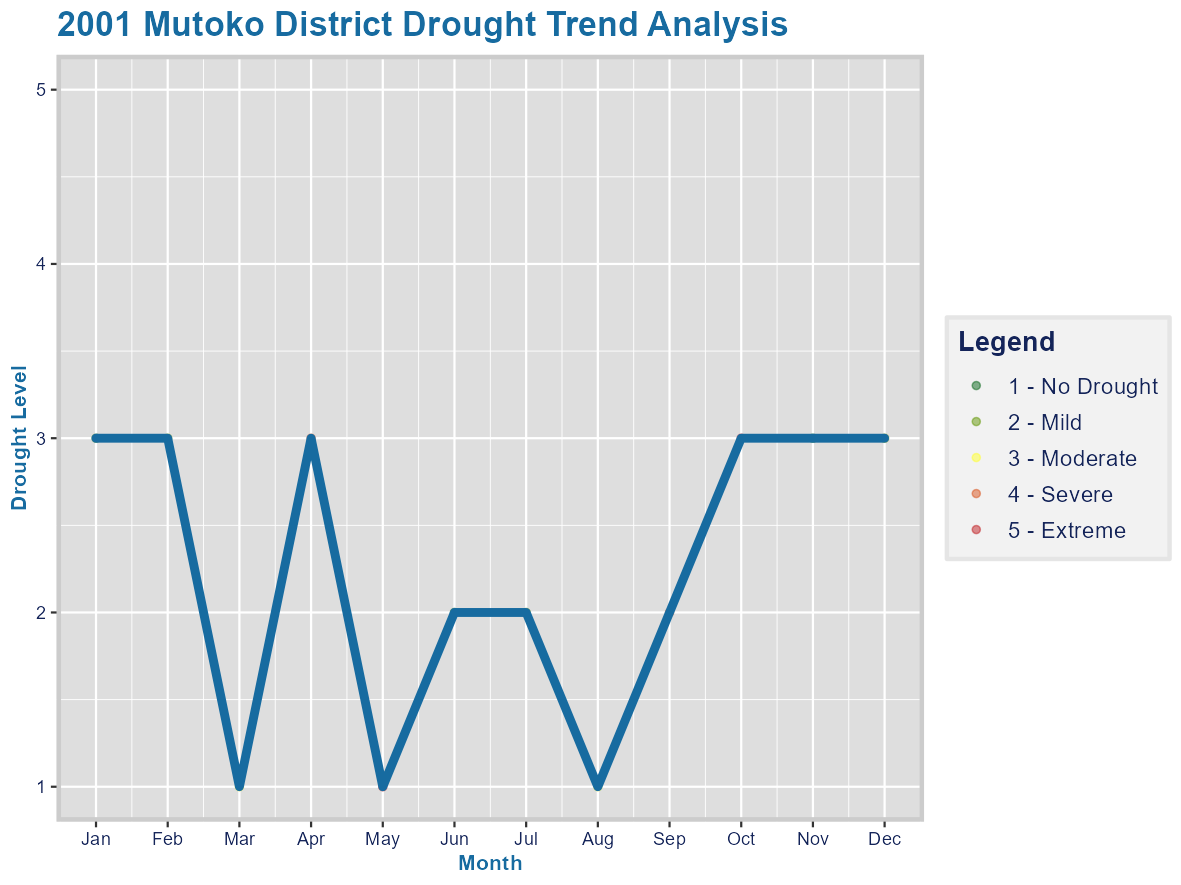 2001 Mutoko District Drought Trend Analysis
5
4
3
2
1
Drought Level
Jan Feb Mar Apr May Jun Jul Aug Sep Oct Nov Dec
Month
Legend
1 - No Drought
2 - Mild
3 - Moderate
4 - Severe
5 - Extreme